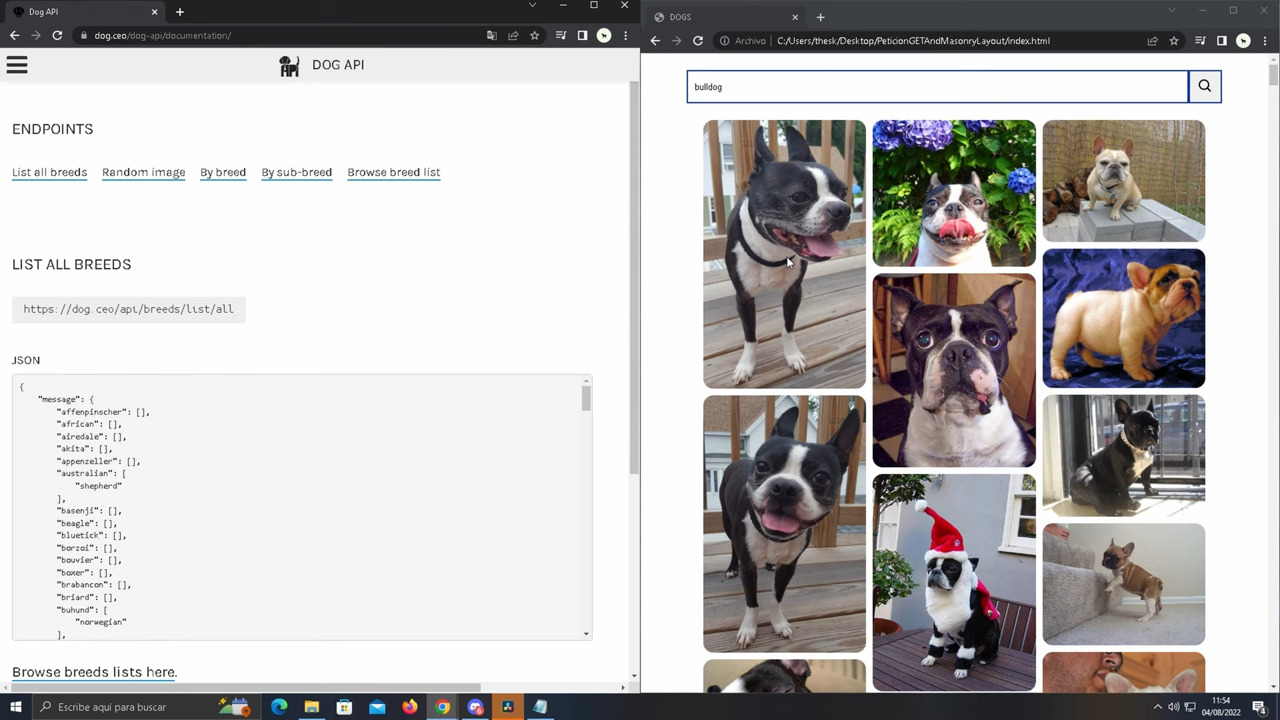 Dog API
dog.ceo/dog-api/documentation/
DOG API
ENDPOINTS
List all breeds Random image By breed By sub-breed Browse breed list
LIST ALL BREEDS
https://dog.ceo/api/breeds/list/all
JSON
{
"message": {
"affenpinscher": [],
"african": [],
"airedale": [],
"akita": [],
"appenzeller": [],
"australian": [
"shepherd"
],
"basenji": [],
"beagle": [],
"bluetick": [],
"borzoi": [],
"bouvier": [],
"boxer": [],
"brabancon": [],
"briard": [],
"buhund": [
"norwegian"
],
Browse breeds lists here.
DOGS
Archivo C:/Users/thesk/Desktop/PeticionGETAndMasonryLayout/index.html
bulldog
Escribe aquí para buscar
11:54
04/08/2022
4